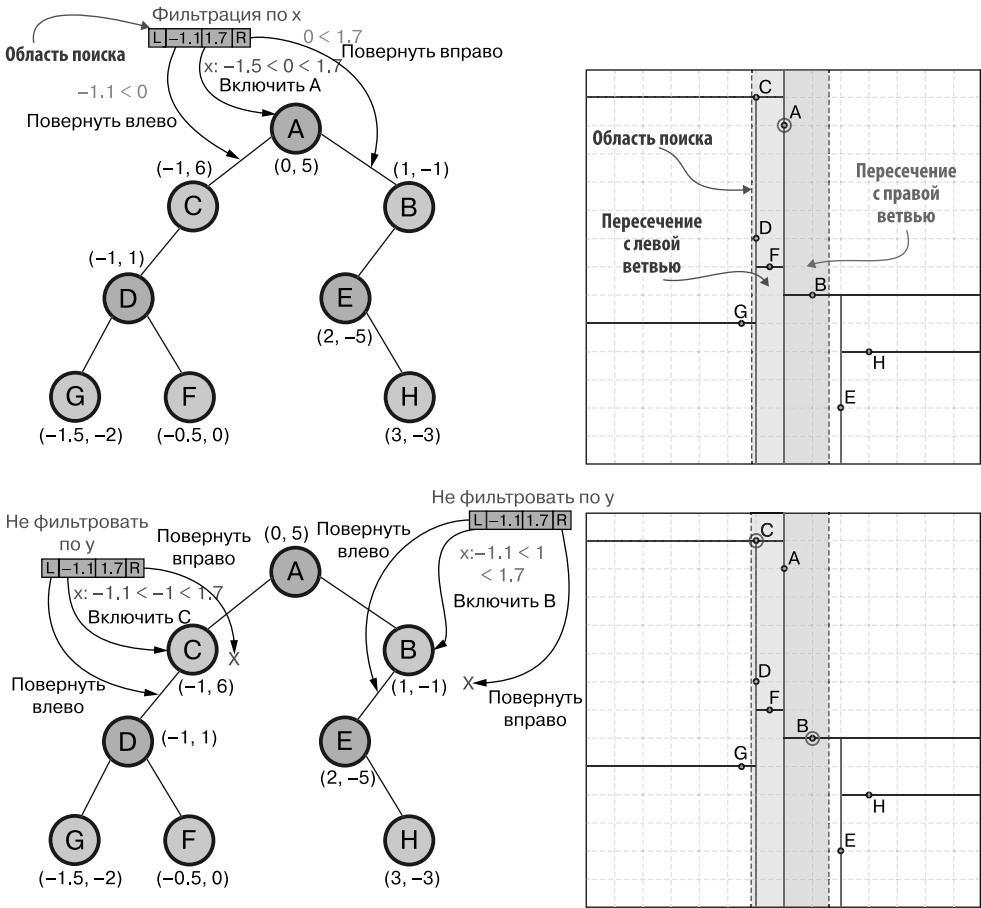 Фильтрация по x
L -1.1 1.7 R
0 < 1.7
Область поиска
Повернуть вправо
x: -1.5 < 0 < 1.7
Включить A
-1.1 < 0
Повернуть влево
A
(0, 5)
(-1, 6)
(1, -1)
C
B
(-1, 1)
D
E
(2, -5)
G
F
H
(-1.5, -2)
(-0.5, 0)
(3, -3)
C
A
Область поиска
Пересечение
с правой
ветвью
Пересечение
с левой
ветвью
D
F
B
G
H
E
Не фильтровать по y
L -1.1 1.7 R
Не фильтровать
по y
Повернуть
вправо
(0, 5)
Повернуть
влево
x:-1.1 < 1
< 1.7
Включить B
L -1.1 1.7 R
x: -1.1 < -1 < 1.7
Включить C
A
C
X
B
(-1, 6)
(1, -1)
X
Повернуть
влево
Повернуть
вправо
D
(-1, 1)
E
(2, -5)
G
F
H
(-1.5, -2)
(-0.5, 0)
(3, -3)
C
A
D
F
B
G
H
E